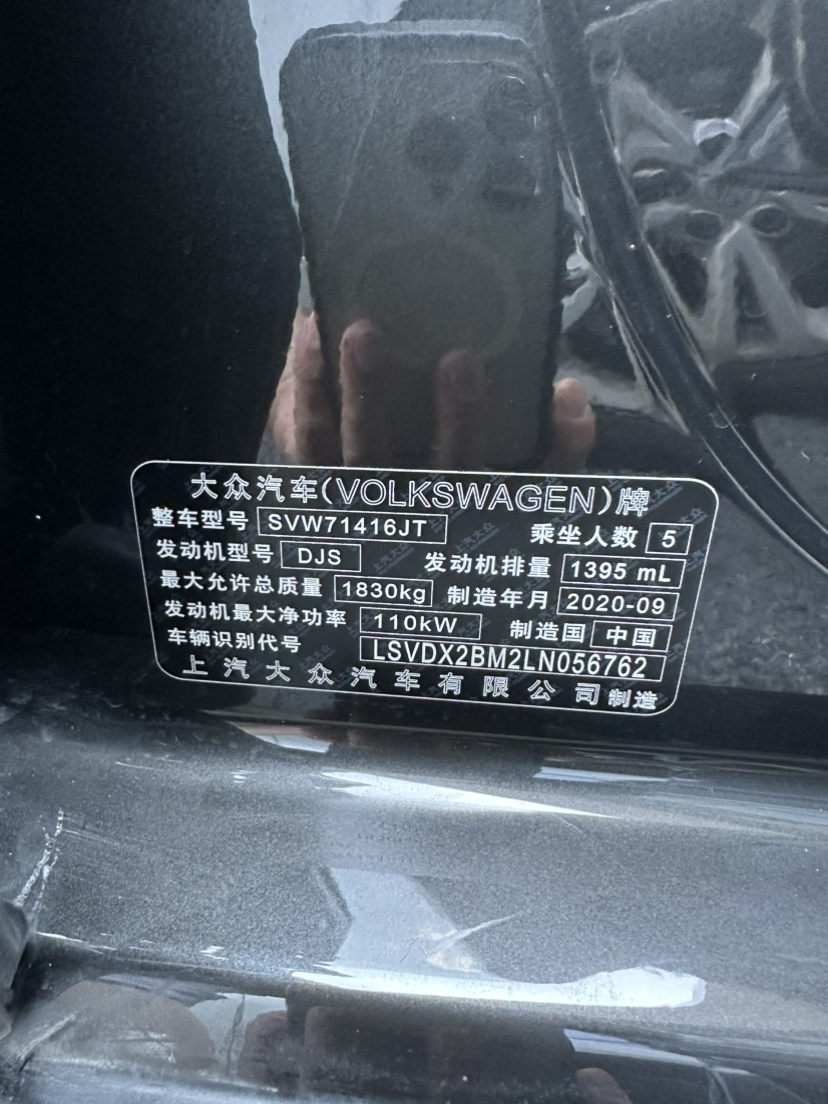 大众汽车(VOLKSWAGEN)牌
整车型号 SVW71416JT 乘坐人数 5
发动机型号 DJS 发动机排量 1395 mL
最大允许总质量 1830kg 制造年月 2020-09
发动机最大净功率 110kW 制造国 中国
车辆识别代号 LSVDX2BM2LN056762
上汽大众汽车有限公司制造